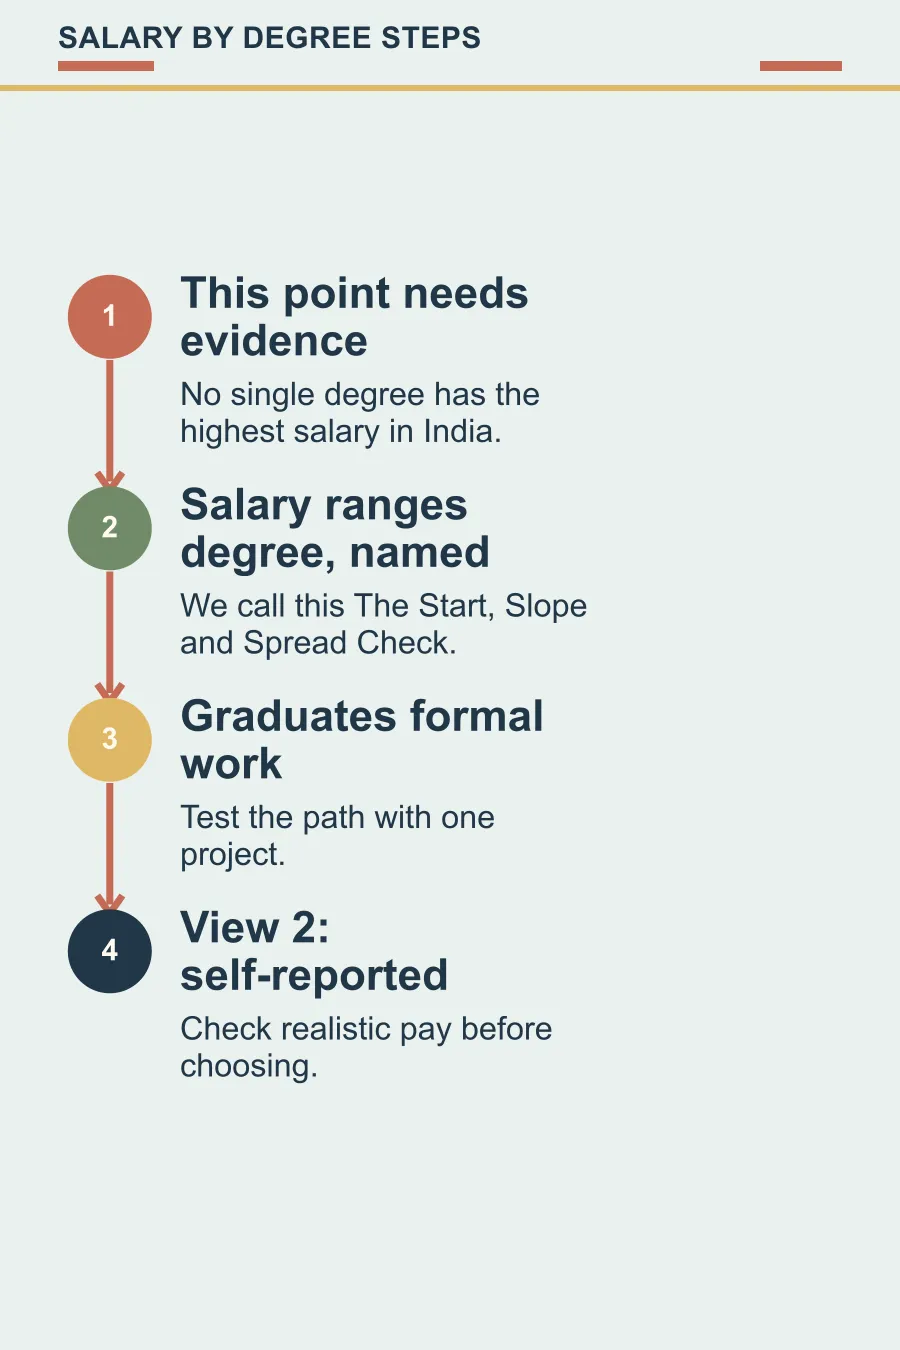 SALARY BY DEGREE STEPS
1
This point needs
evidence
No single degree has the
highest salary in India.
2
Salary ranges
degree, named
We call this The Start, Slope
and Spread Check.
3
Graduates formal
work
Test the path with one
project.
4
View 2:
self-reported
Check realistic pay before
choosing.